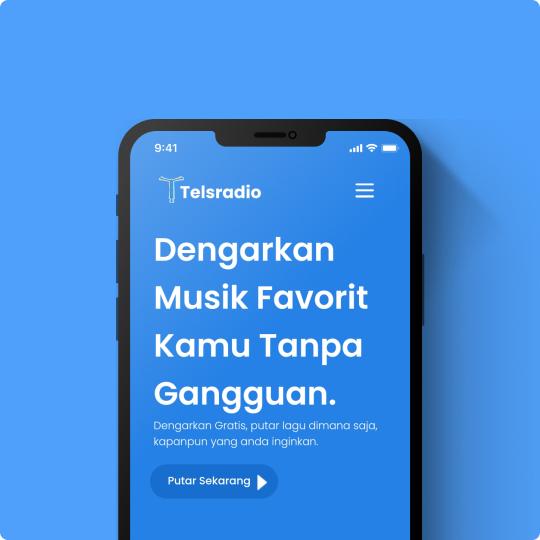 9:41
Telsradio
Dengarkan
Musik Favorit
Kamu Tanpa
Gangguan.
Dengarkan Gratis, putar lagu dimana saja,
kapanpun yang anda inginkan.
Putar Sekarang